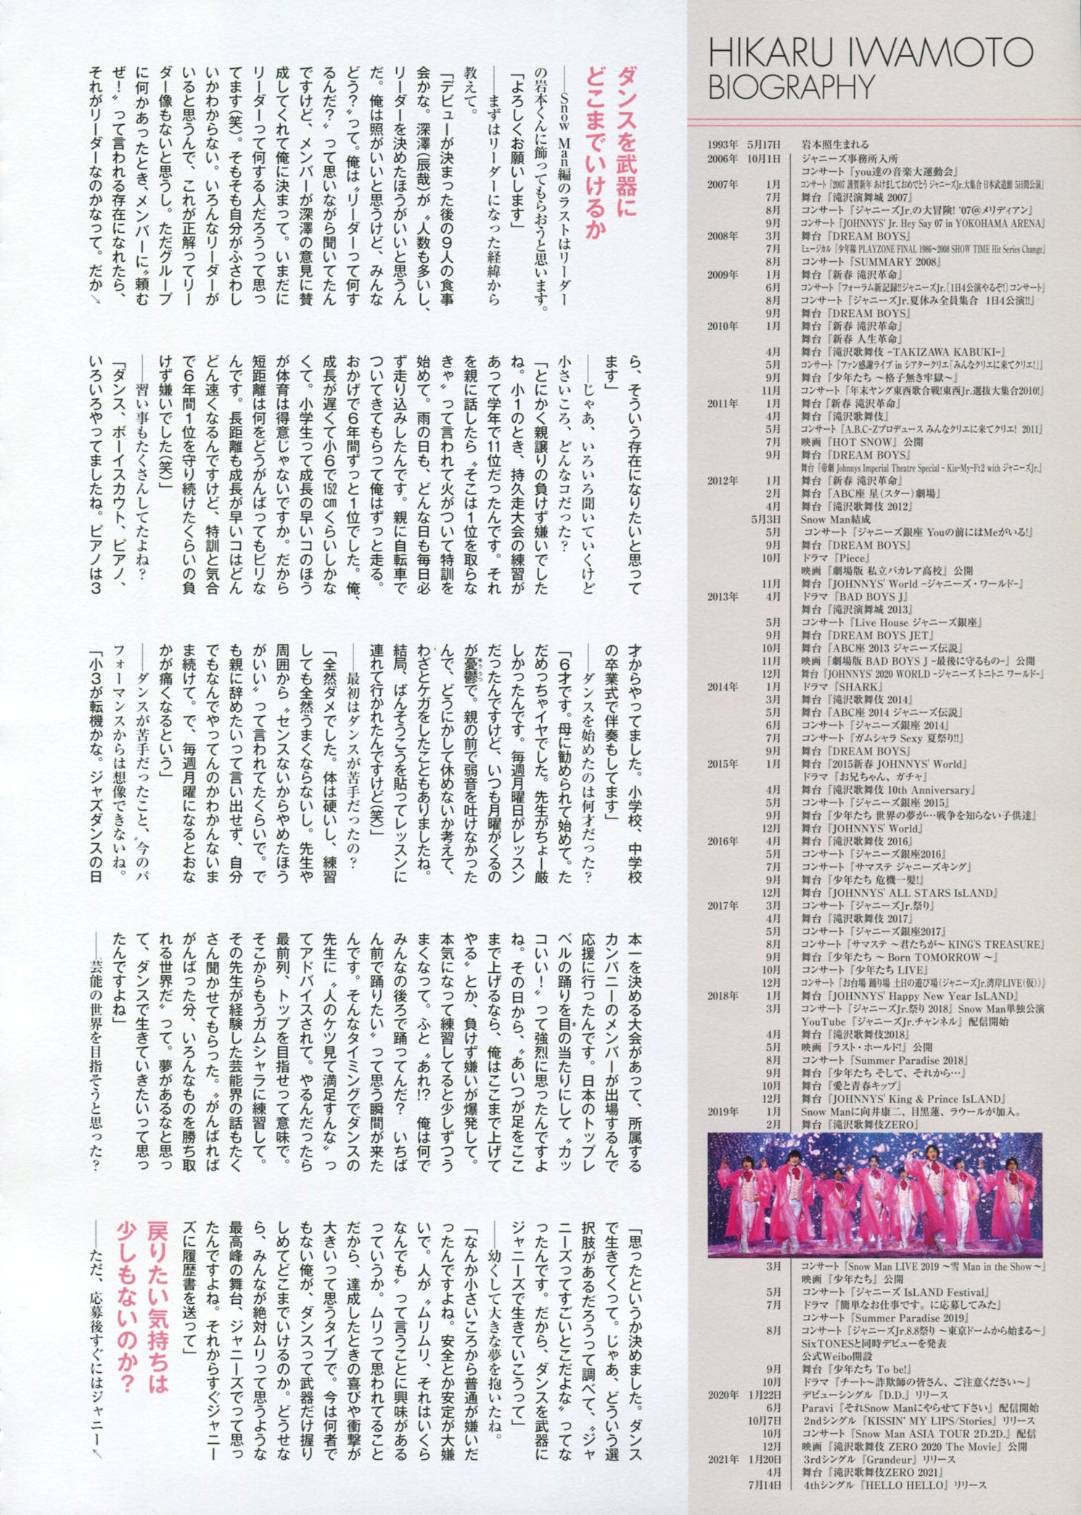 HIKARU IWAMOTO
BIOGRAPHY
1993年 5月17日 岩本照生まれる
2006年 10月1日 ジャニーズ事務所入所
コンサート『you達の音楽大運動会』
2007年 1月 コンサート『2007 謹賀新年 あけましておめでとう ジャニーズJr.大集合 日本武道館 5日間公演』
7月 舞台『滝沢演舞城 2007』
8月 コンサート『ジャニーズJr.の大冒険! '07@メリディアン』
9月 コンサート『JOHNNYS' Jr. Hey Say 07 in YOKOHAMA ARENA』
2008年 3月 舞台『DREAM BOYS』
7月 ミュージカル『少年隊 PLAYZONE FINAL 1986~2008 SHOW TIME Hit Series Change』
8月 コンサート『SUMMARY 2008』
2009年 1月 舞台『新春 滝沢革命』
6月 コンサート『フォーラム新記録!!ジャニーズJr.[1日4公演やるぞ!]コンサート』
8月 コンサート『ジャニーズJr.夏休み全員集合 1日4公演!!』
9月 舞台『DREAM BOYS』
2010年 1月 舞台『新春 滝沢革命』
舞台『新春 人生革命』
4月 舞台『滝沢歌舞伎 -TAKIZAWA KABUKI-』
5月 コンサート『ファン感謝ライブ in シアタークリエ「みんなクリエに来てクリエ!」』
9月 舞台『少年たち ~格子無き牢獄~』
11月 コンサート『年末ヤング東西歌合戦!東西Jr.選抜大集合2010!』
2011年 1月 舞台『新春 滝沢革命』
4月 舞台『滝沢歌舞伎』
5月 コンサート『A.B.C-Zプロデュース みんなクリエに来てクリエ! 2011』
7月 映画『HOT SNOW』公開
9月 舞台『DREAM BOYS』
舞台『帝劇 Johnnys Imperial Theatre Special - Kis-My-Ft2 with ジャニーズJr.』
2012年 1月 舞台『新春 滝沢革命』
2月 舞台『ABC座 星(スター)劇場』
4月 舞台『滝沢歌舞伎 2012』
5月3日 Snow Man結成
5月 コンサート『ジャニーズ銀座 Youの前にはMeがいる!』
9月 舞台『DREAM BOYS』
10月 ドラマ『Piece』
映画『劇場版 私立バカレア高校』公開
11月 舞台『JOHNNYS' World -ジャニーズ・ワールド-』
2013年 4月 ドラマ『BAD BOYS J』
舞台『滝沢演舞城 2013』
5月 コンサート『Live House ジャニーズ銀座』
9月 舞台『DREAM BOYS JET』
10月 舞台『ABC座 2013 ジャニーズ伝説』
11月 映画『劇場版 BAD BOYS J -最後に守るもの-』公開
12月 舞台『JOHNNYS' 2020 WORLD -ジャニーズ トニトニ ワールド-』
2014年 1月 ドラマ『SHARK』
3月 舞台『滝沢歌舞伎 2014』
5月 舞台『ABC座 2014 ジャニーズ伝説』
6月 コンサート『ジャニーズ銀座 2014』
7月 コンサート『ガムシャラ Sexy 夏祭り!!』
9月 舞台『DREAM BOYS』
2015年 1月 舞台『2015新春 JOHNNYS' World』
ドラマ『お兄ちゃん、ガチャ』
4月 舞台『滝沢歌舞伎 10th Anniversary』
5月 コンサート『ジャニーズ銀座 2015』
9月 舞台『少年たち 世界の夢が…戦争を知らない子供達』
12月 舞台『JOHNNYS' World』
2016年 4月 舞台『滝沢歌舞伎 2016』
5月 コンサート『ジャニーズ銀座2016』
7月 コンサート『サマステ ジャニーズキング』
9月 舞台『少年たち 危機一髪!』
12月 舞台『JOHNNYS' ALL STARS IsLAND』
2017年 3月 コンサート『ジャニーズJr.祭り』
4月 舞台『滝沢歌舞伎 2017』
5月 コンサート『ジャニーズ銀座2017』
8月 コンサート『サマステ ~君たちが~ KING'S TREASURE』
9月 舞台『少年たち ~ Born TOMORROW ~』
10月 コンサート『少年たち LIVE』
12月 コンサート『お台場 踊り場 土日の遊び場(ジャニーズJr.湾岸LIVE(仮))』
2018年 1月 舞台『JOHNNYS' Happy New Year IsLAND』
3月 コンサート『ジャニーズJr.祭り 2018』Snow Man単独公演
YouTube『ジャニーズJr.チャンネル』配信開始
4月 舞台『滝沢歌舞伎2018』
5月 映画『ラスト・ホールド!』公開
8月 コンサート『Summer Paradise 2018』
9月 舞台『少年たち そして、それから…』
10月 舞台『愛と青春キップ』
12月 舞台『JOHNNYS' King & Prince IsLAND』
2019年 1月 Snow Manに向井康二、目黒蓮、ラウールが加入。
2月 舞台『滝沢歌舞伎ZERO』
3月 コンサート『Snow Man LIVE 2019 ~雪 Man in the Show~』
映画『少年たち』公開
5月 コンサート『ジャニーズ IsLAND Festival』
7月 ドラマ『簡単なお仕事です。に応募してみた』
コンサート『Summer Paradise 2019』
8月 コンサート『ジャニーズJr.8.8祭り ~東京ドームから始まる~』
SixTONESと同時デビューを発表
公式Weibo開設
9月 舞台『少年たち To be!』
10月 ドラマ『チート~詐欺師の皆さん、ご注意ください~』
2020年 1月22日 デビューシングル『D.D.』リリース
6月 Paravi『それSnow Manにやらせて下さい』配信開始
10月7日 2ndシングル『KISSIN' MY LIPS/Stories』リリース
10月 コンサート『Snow Man ASIA TOUR 2D.2D.』配信
12月 映画『滝沢歌舞伎 ZERO 2020 The Movie』公開
2021年 1月20日 3rdシングル『Grandeur』リリース
4月 舞台『滝沢歌舞伎ZERO 2021』
7月14日 4thシングル『HELLO HELLO』リリース
ダンスを武器に
どこまでいけるか
――Snow Man編のラストはリーダー
の岩本くんに飾ってもらおうと思います。
「よろしくお願いします」
――まずはリーダーになった経緯から
教えて。
「デビューが決まった後の9人の食事
会かな。深澤(辰哉)が〝人数も多いし、
リーダーを決めたほうがいいと思うん
だ。俺は照がいいと思うけど、みんな
どう?〟って。俺は〝リーダーって何す
るんだ?〟って思いながら聞いてたん
ですけど、メンバーが深澤の意見に賛
成してくれて俺に決まって。いまだに
リーダーって何する人だろうって思っ
てます(笑)。そもそも自分がふさわし
いかわからない。いろんなリーダーが
いると思うんで、これが正解ってリー
ダー像もないと思うし。ただグループ
に何かあったとき、メンバーに〝頼む
ぜ!〟って言われる存在になれたら、
それがリーダーなのかなって。だか↘
ら、そういう存在になりたいと思って
ます」
――じゃあ、いろいろ聞いていくけど
小さいころ、どんなコだった?
「とにかく親譲りの負けず嫌いでした
ね。小1のとき、持久走大会の練習が
あって学年で11位だったんです。それ
を親に話したら〝そこは1位を取らな
きゃ〟って言われて火がついて特訓を
始めて。雨の日も、どんな日も毎日必
ず走り込みしたんです。親に自転車で
ついてきてもらって俺はずっと走る。
おかげで6年間ずっと1位でした。俺、
成長が遅くて小6で152cmくらいしかな
くて。小学生って成長の早いコのほう
が体育は得意じゃないですか。だから
短距離は何をどうがんばってもビリな
んです。長距離も成長が早いコはどん
どん速くなるんですけど、特訓と気合
で6年間1位を守り続けたくらいの負
けず嫌いでした(笑)」
――習い事もたくさんしてたよね?
「ダンス、ボーイスカウト、ピアノ、
いろいろやってましたね。ピアノは3
才からやってました。小学校、中学校
の卒業式で伴奏もしてます」
――ダンスを始めたのは何才だった?
「6才です。母に勧められて始めて。た
だめっちゃイヤでした。先生がちょー厳
しかったんです。毎週月曜日がレッスン
だったんですけど、いつも月曜がくるの
が憂鬱で。親の前で弱音を吐けなかった
んで、どうにかして休めないか考えて、
わざとケガをしたこともありましたね。
結局、ばんそうこうを貼ってレッスンに
連れて行かれたんですけど(笑)」
――最初はダンスが苦手だったの?
「全然ダメでした。体は硬いし、練習
しても全然うまくならないし。先生や
周囲から〝センスないからやめたほう
がいい〟って言われてたくらいで。で
も親に辞めたいって言い出せず、自分
でもなんでやってんのかわかんないま
ま続けて。で、毎週月曜になるとおな
かが痛くなるという」
――ダンスが苦手だったこと、今のパ
フォーマンスからは想像できないね。
「小3が転機かな。ジャズダンスの日
本一を決める大会があって、所属する
カンパニーのメンバーが出場するんで
応援に行ったんです。日本のトップレ
ベルの踊りを目の当たりにして〝カッ
コいい!〟って強烈に思ったんですよ
ね。その日から、〝あいつが足をここ
まで上げるなら、俺はここまで上げて
やる〟とか、負けず嫌いが爆発して。
本気になって練習してると少しずつう
まくなって。ふと〝あれ!? 俺は何で
みんなの後ろで踊ってんだ? いちば
ん前で踊りたい〟って思う瞬間が来た
んです。そんなタイミングでダンスの
先生に〝人のケツ見て満足すんな〟っ
てアドバイスされて。やるんだったら
最前列、トップを目指せって意味で。
そこからもうガムシャラに練習して。
その先生が経験した芸能界の話もたく
さん聞かせてもらった。〝がんばれば
がんばった分、いろんなものを勝ち取
れる世界だ〟って。夢があるなと思っ
て、ダンスで生きていきたいって思っ
たんですよね」
――芸能の世界を目指そうと思った?
「思ったというか決めました。ダンス
で生きてくって。じゃあ、どういう選
択肢があるだろうって調べて、〝ジャ
ニーズってすごいとこだよな〟ってな
ったんです。だから、ダンスを武器に
ジャニーズで生きていこうって」
――幼くして大きな夢を抱いたね。
「なんか小さいころから普通が嫌いだ
ったんですよね。安全とか安定が大嫌
いで。人が〝ムリムリ、それはいくら
なんでも〟って言うことに興味がある
っていうか。ムリって思われてること
だから、達成したときの喜びや衝撃が
大きいって思うタイプで。今は何者で
もない俺が、ダンスって武器だけ握り
しめてどこまでいけるのか。どうせな
ら、みんなが絶対ムリって思うような
最高峰の舞台、ジャニーズでって思っ
たんですよね。それからすぐジャニー
ズに履歴書を送って」
戻りたい気持ちは
少しもないのか?
――ただ、応募後すぐにはジャニー↖